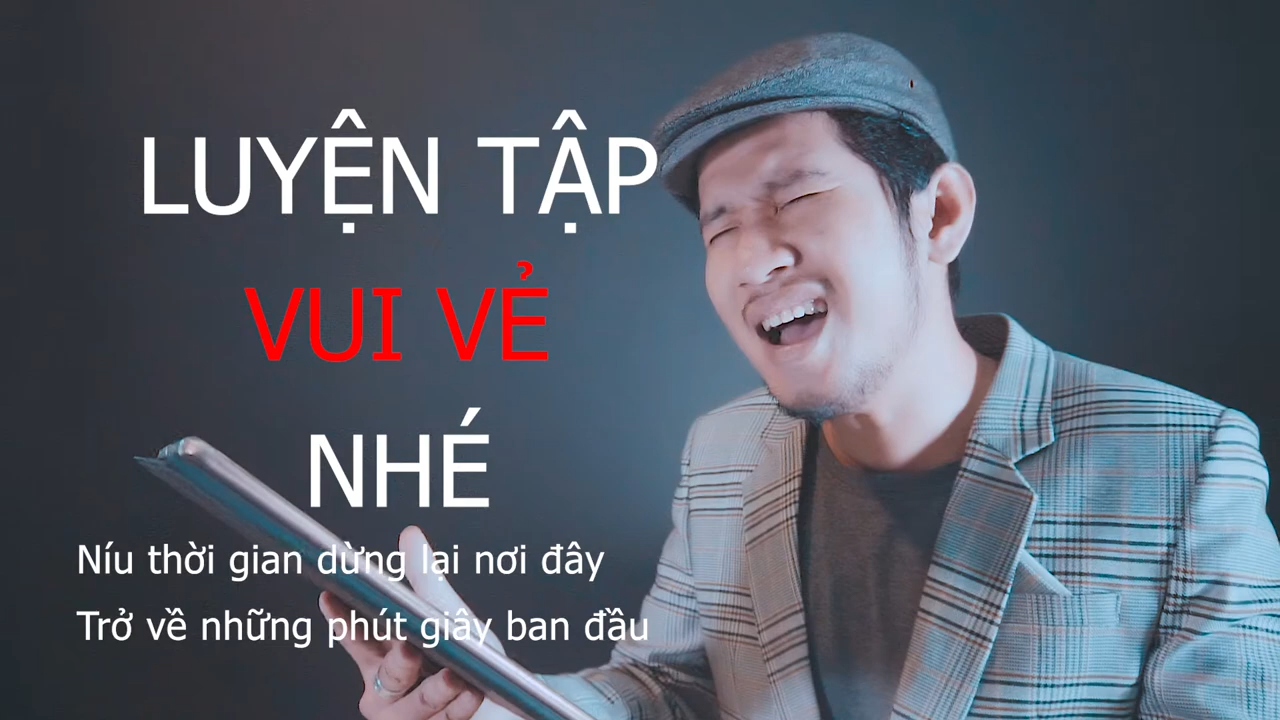 LUYỆN TẬP
VUI VẺ
NHÉ
Níu thời gian dừng lại nơi đây
Trở về những phút giây ban đầu